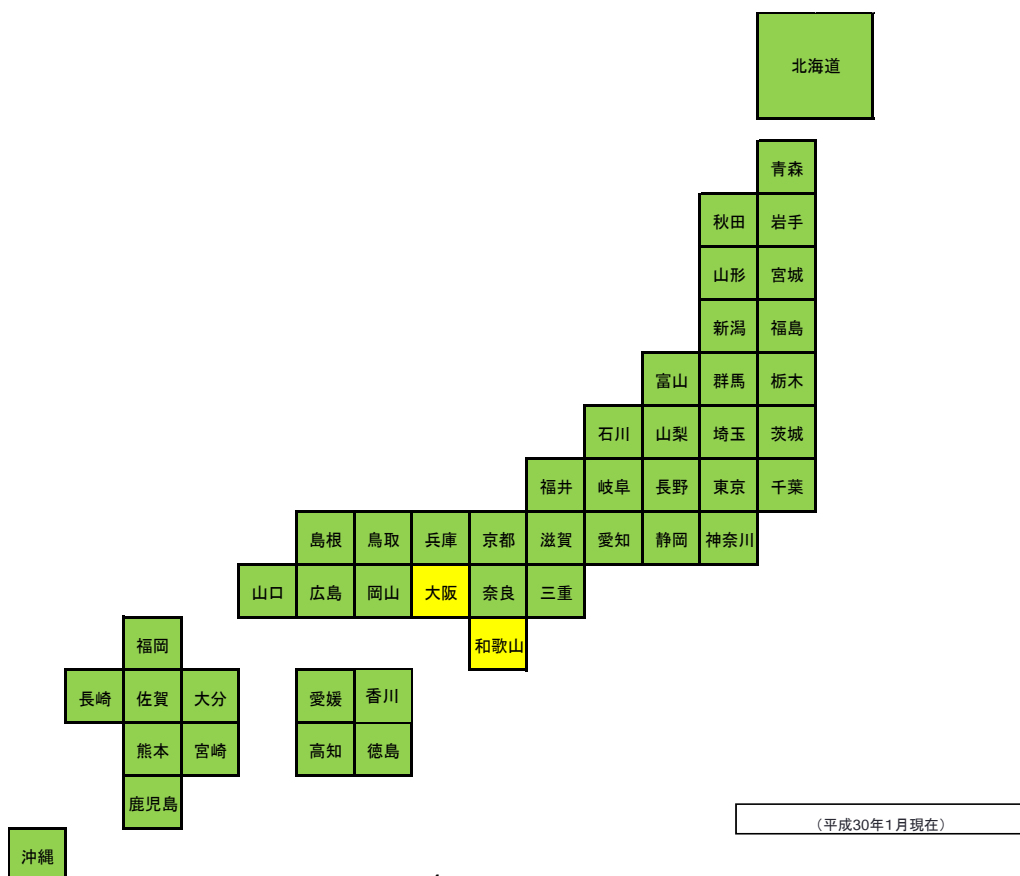 北海道
青森
秋田 岩手
山形 宮城
新潟 福島
富山 群馬 栃木
石川 山梨 埼玉 茨城
福井 岐阜 長野 東京 千葉
島根 鳥取 兵庫 京都 滋賀 愛知 静岡 神奈川
山口 広島 岡山 大阪 奈良 三重
福岡 和歌山
長崎 佐賀 大分 愛媛 香川
熊本 宮崎 高知 徳島
鹿児島
(平成30年1月現在)
沖縄